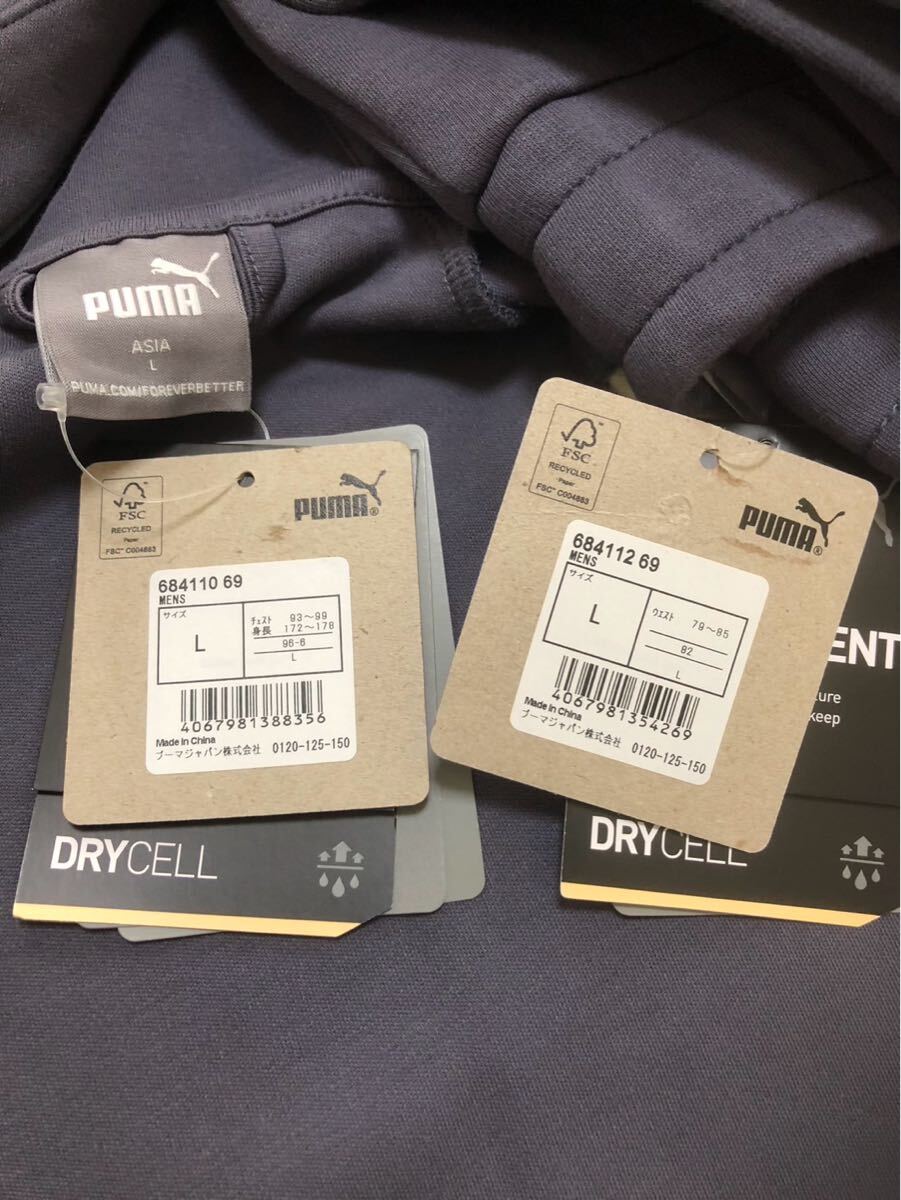 PUMA
ASIA
L
PUMA.COM/FOREVERBETTER
FSC
RECYCLED
Paper
FSC™ C004883
PUMA®
684110 69
MENS
サイズ
L
チェスト 93〜99
身長 172〜178
96-6
L
4067981388356
Made in China
プーマジャパン株式会社 0120-125-150
DRYCELL
FSC
RECYCLED
Paper
FSC™ C004883
PUMA®
684112 69
MENS
サイズ
L
ウエスト 79〜85
82
L
4067981354269
Made in China
プーマジャパン株式会社 0120-125-150
ENT
ture
keep
DRYCELL